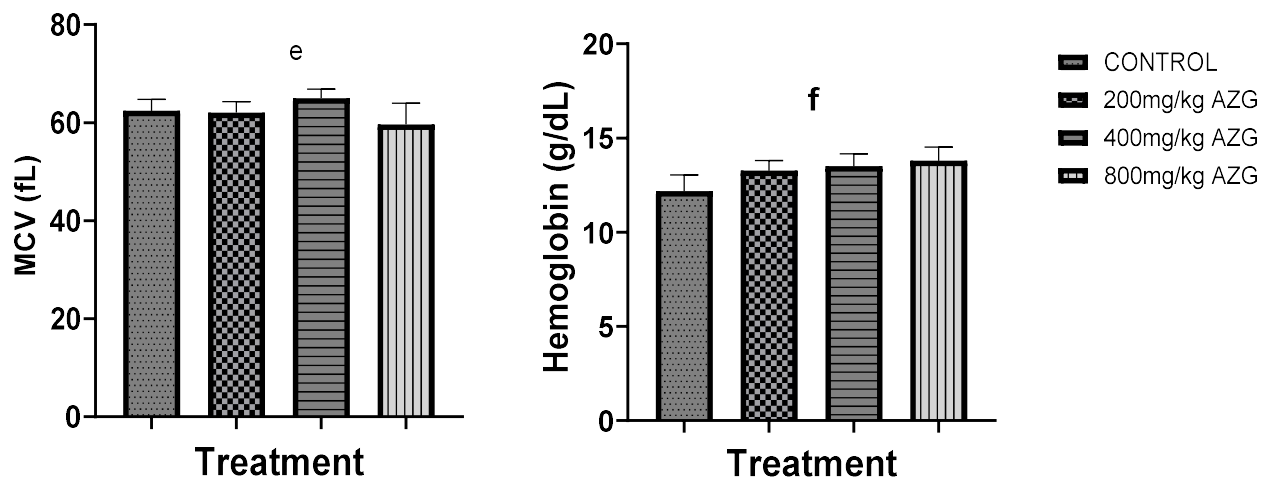 MCV (fL)
80
60
40
20
0
e
Treatment
Hemoglobin (g/dL)
20
15
10
5
0
f
Treatment
CONTROL
200mg/kg AZG
400mg/kg AZG
800mg/kg AZG